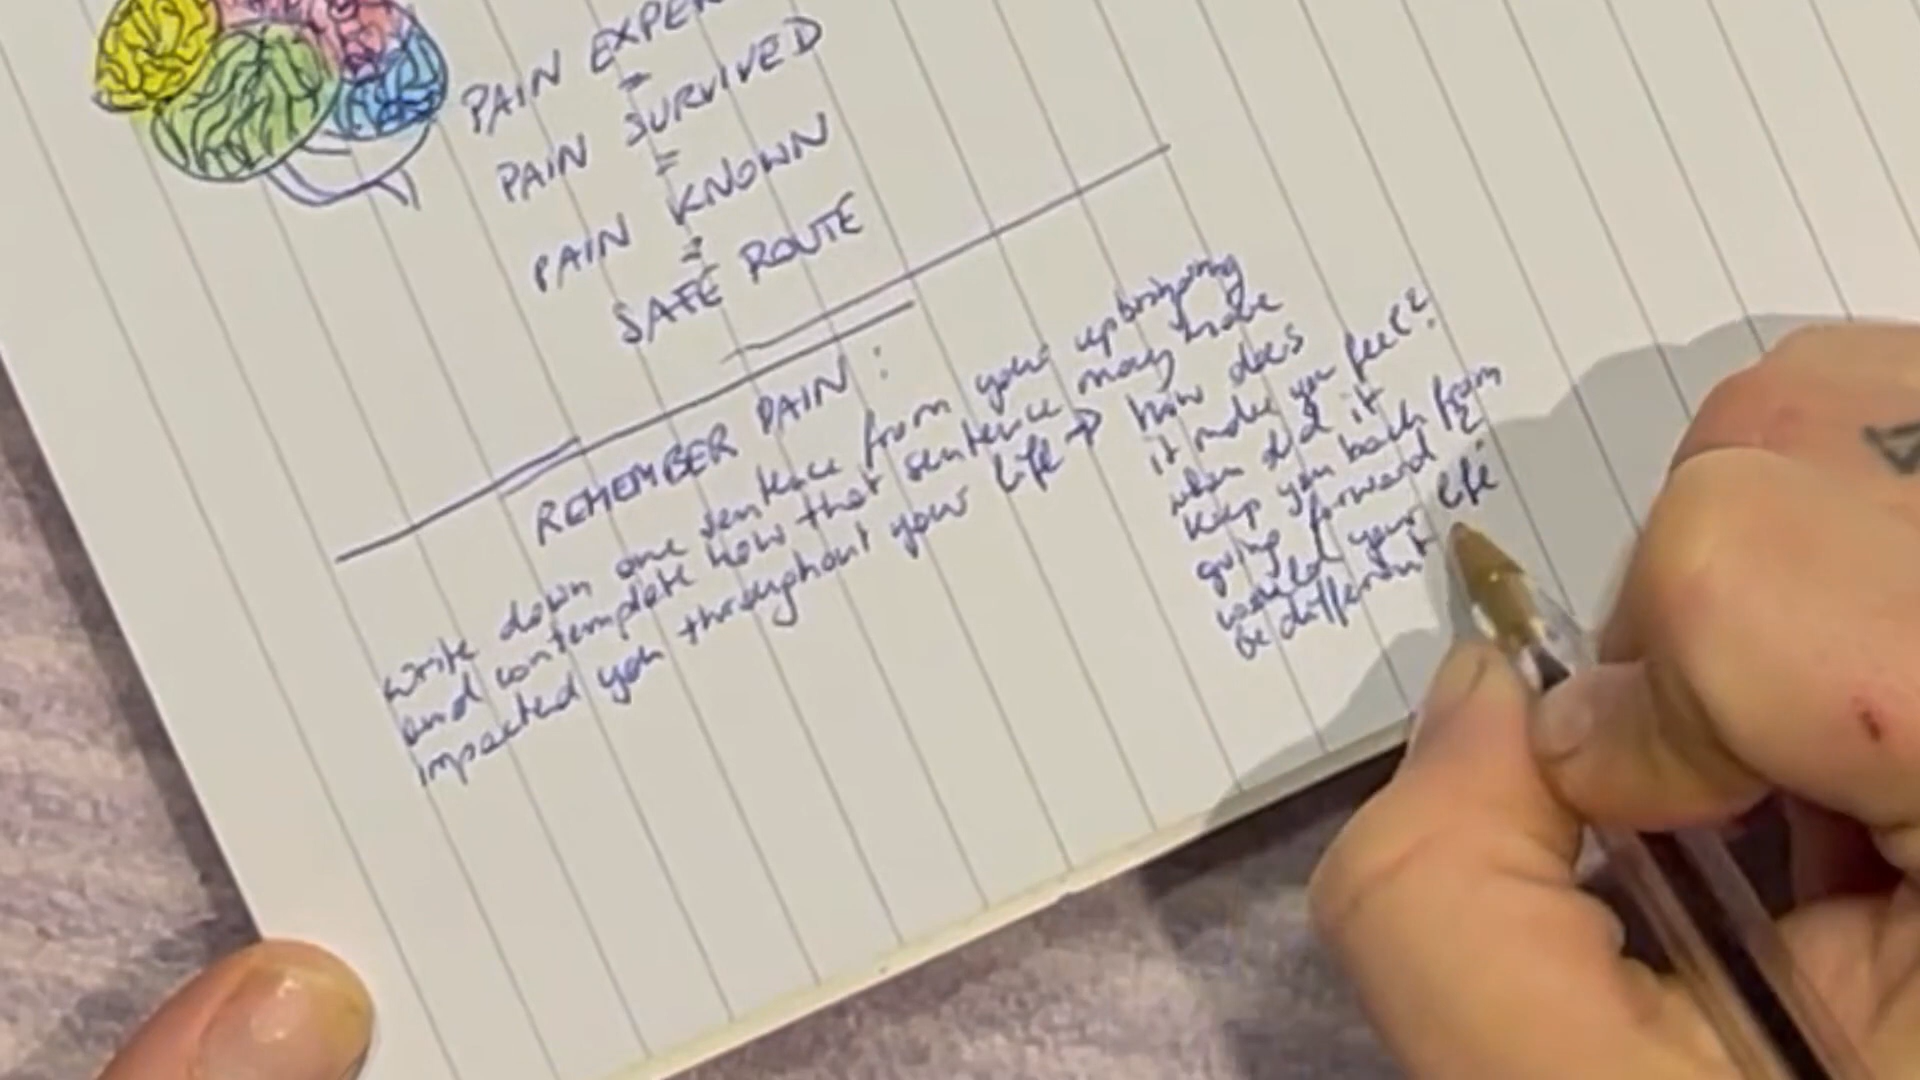 PAIN EXPER
=
PAIN SURVIVED
=
PAIN KNOWN
=
SAFE ROUTE
REMEMBER PAIN :
write down one sentence from your upbringing
and contemplate how that sentence may have
impacted you throughout your life → how does
it make you feel?
when did it
keep you back from
going forward?
would your life
be different